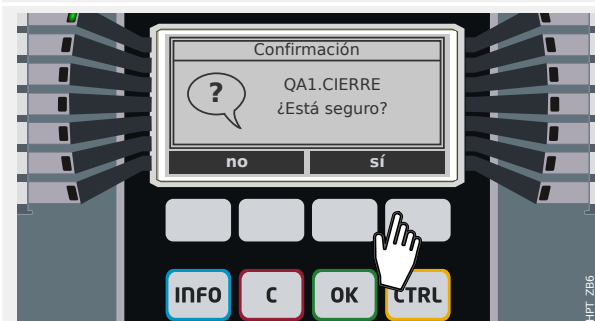 Confirmación
?
QA1.CIERRE
¿Está seguro?
no sí
INFO C OK CTRL
HPT_ZB6